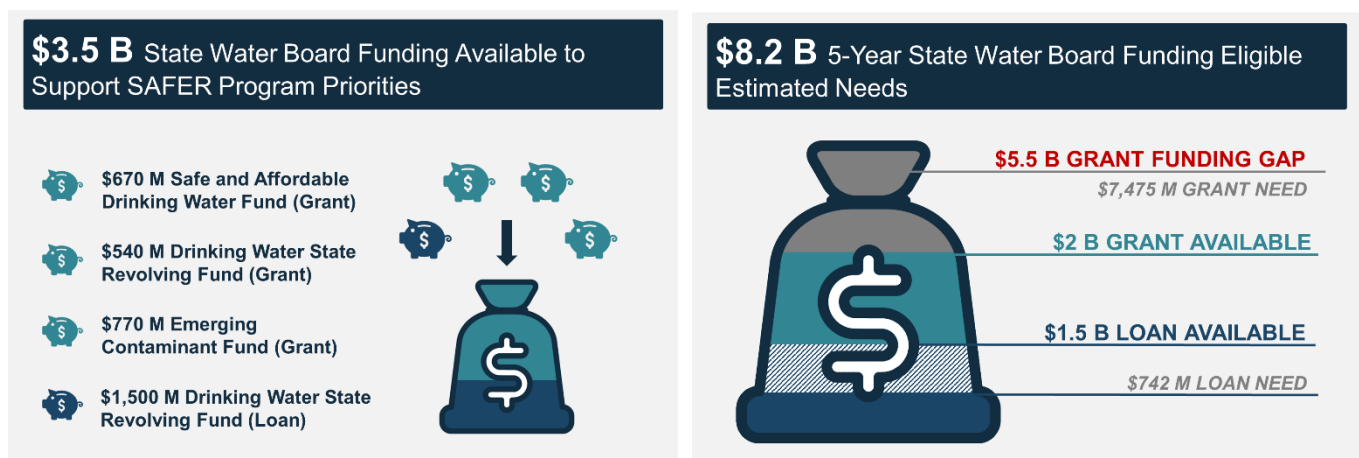 $3.5 B State Water Board Funding Available to
Support SAFER Program Priorities
$670 M Safe and Affordable
Drinking Water Fund (Grant)
$540 M Drinking Water State
Revolving Fund (Grant)
$770 M Emerging
Contaminant Fund (Grant)
$1,500 M Drinking Water State
Revolving Fund (Loan)
$8.2 B 5-Year State Water Board Funding Eligible
Estimated Needs
$5.5 B GRANT FUNDING GAP
$7,475 M GRANT NEED
$2 B GRANT AVAILABLE
$1.5 B LOAN AVAILABLE
$742 M LOAN NEED